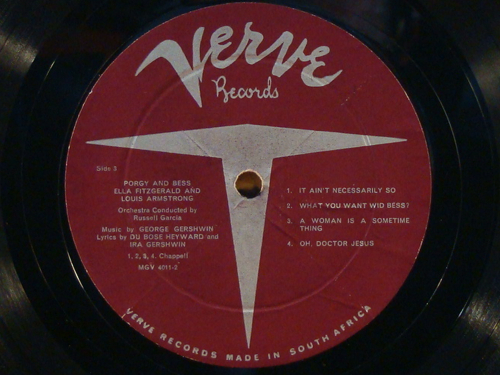 Verve
Records
Side 3
PORGY AND BESS
ELLA FITZGERALD AND
LOUIS ARMSTRONG
Orchestra Conducted by
Russell Garcia
Music by GEORGE GERSHWIN
Lyrics by DU BOSE HEYWARD and
IRA GERSHWIN
1, 2, 3, 4. Chappell
MGV 4011-2
1. IT AIN'T NECESSARILY SO
2. WHAT YOU WANT WID BESS?
3. A WOMAN IS A SOMETIME
THING
4. OH, DOCTOR JESUS
VERVE RECORDS MADE IN SOUTH AFRICA